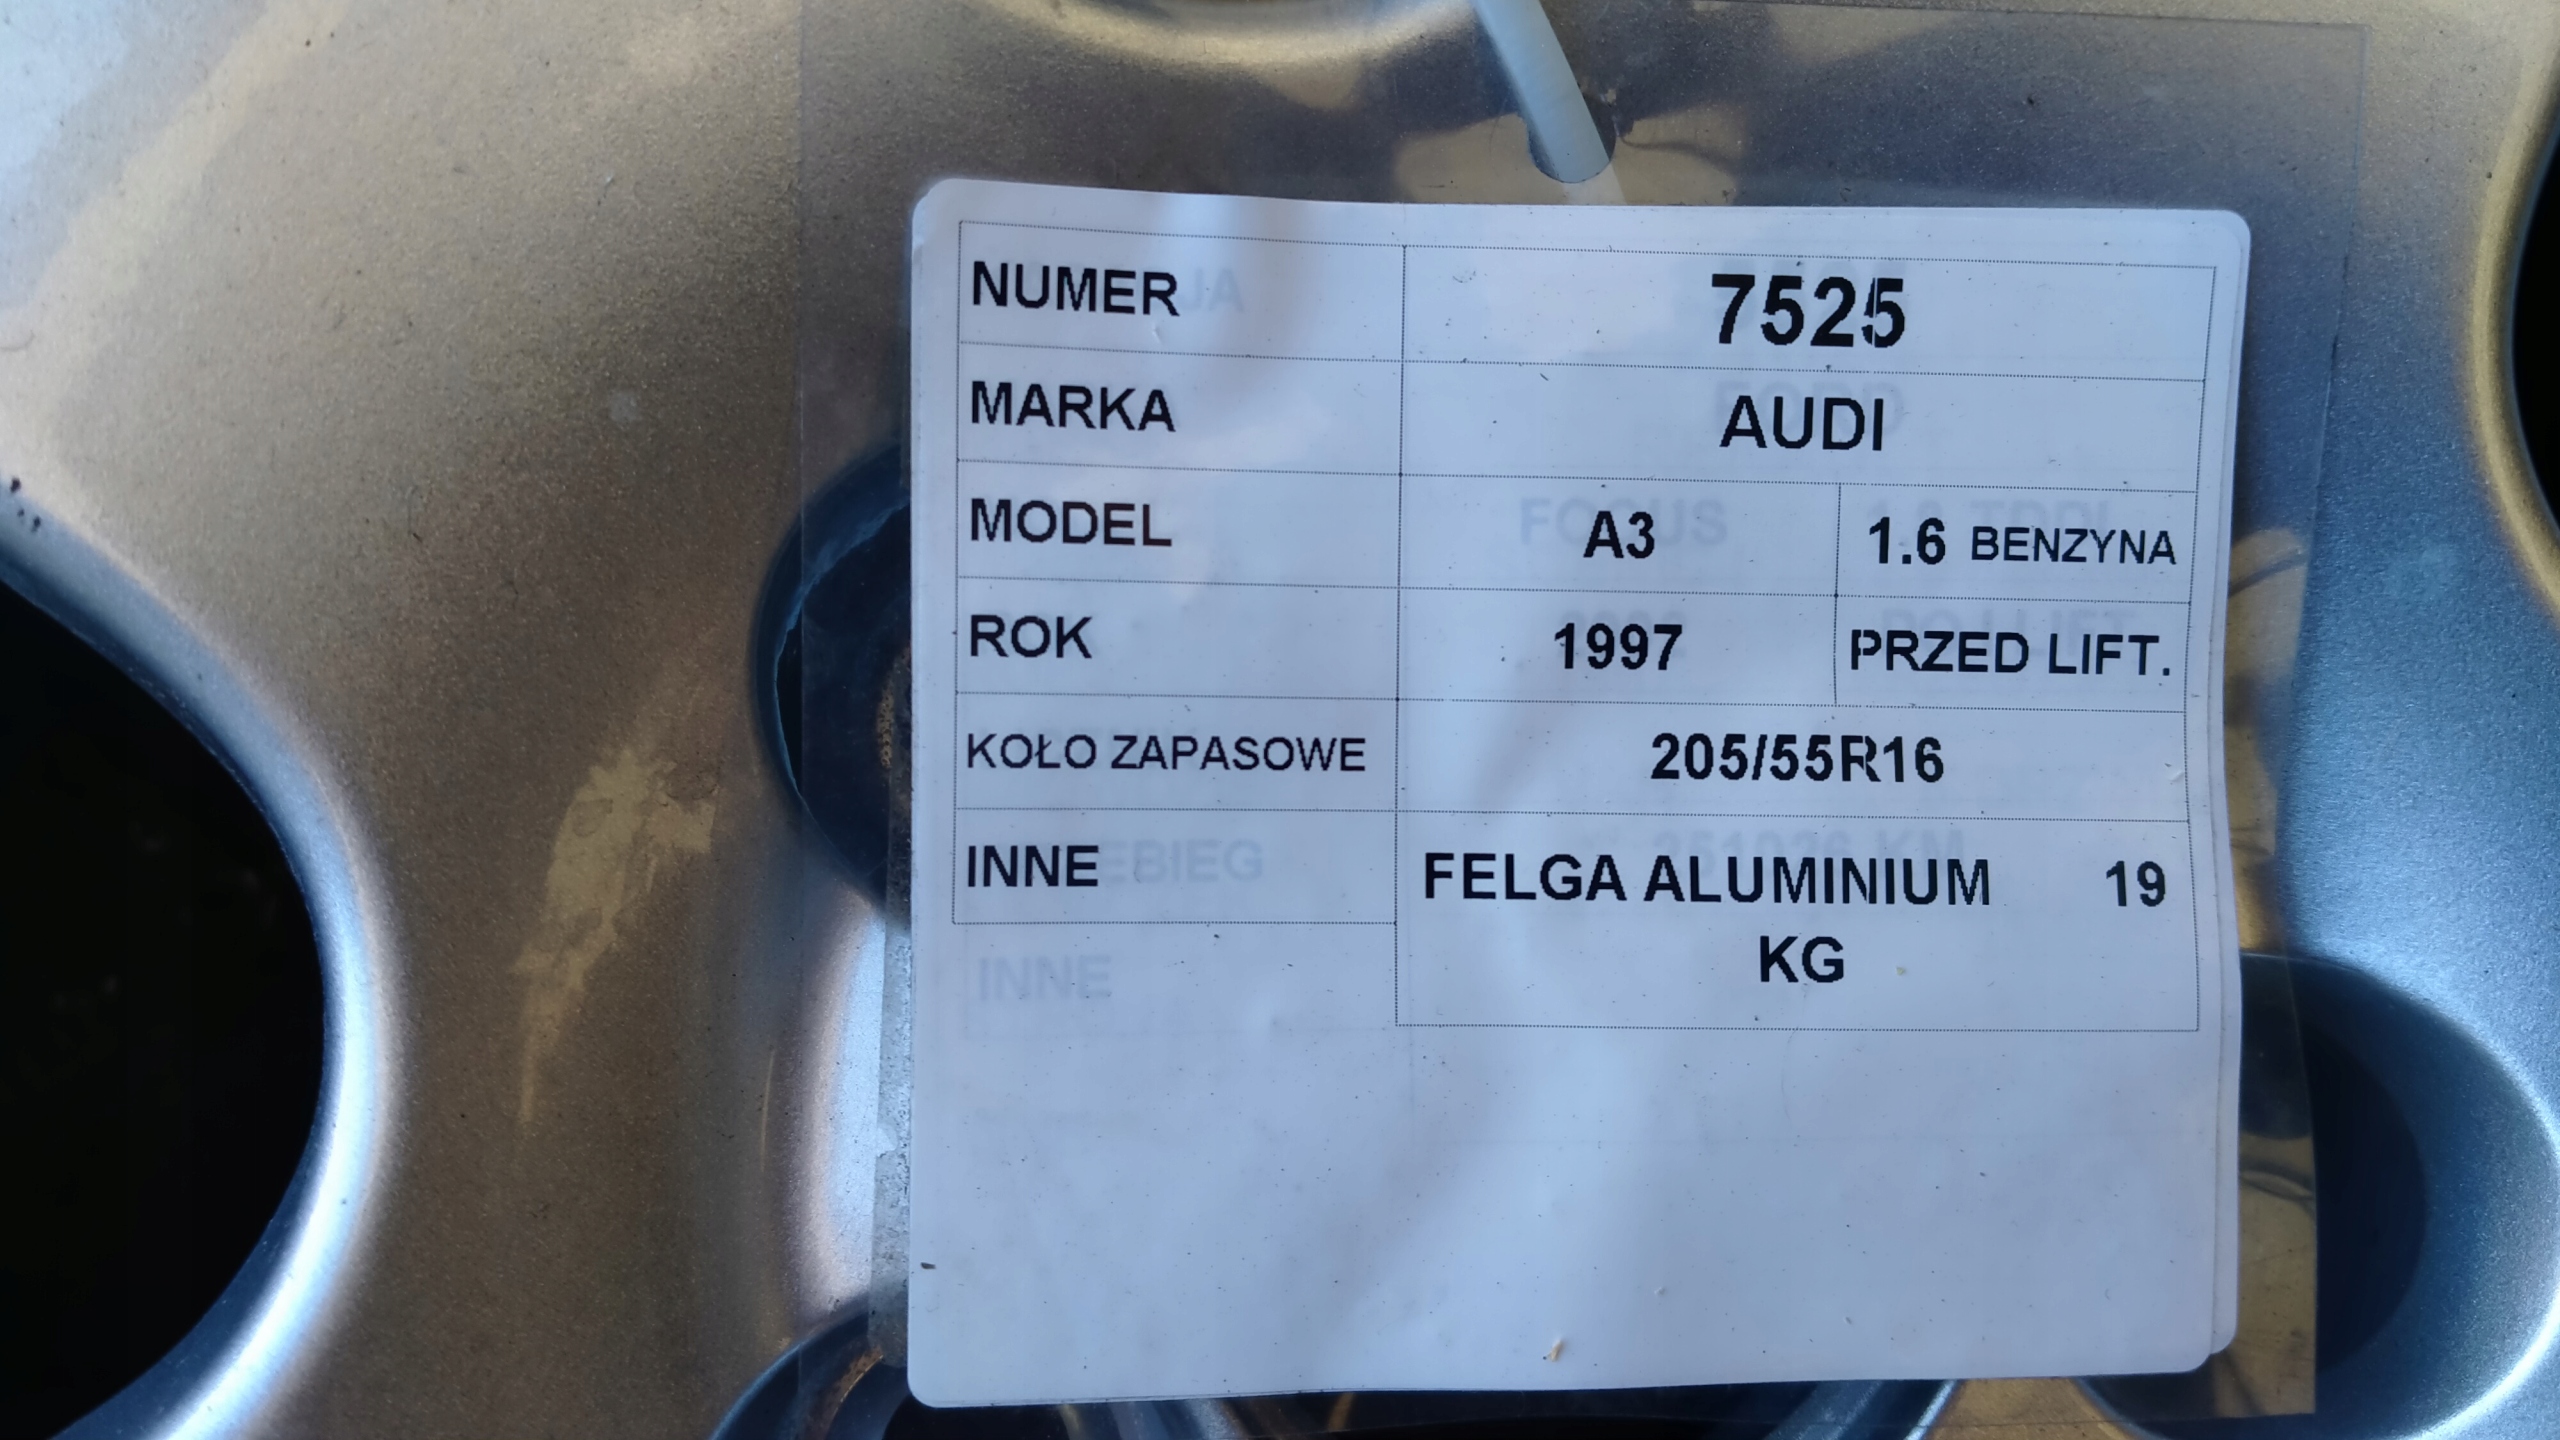 NUMER 7525
MARKA AUDI
MODEL A3 1.6 BENZYNA
ROK 1997 PRZED LIFT.
KOŁO ZAPASOWE 205/55R16
INNE FELGA ALUMINIUM 19
KG
INNE